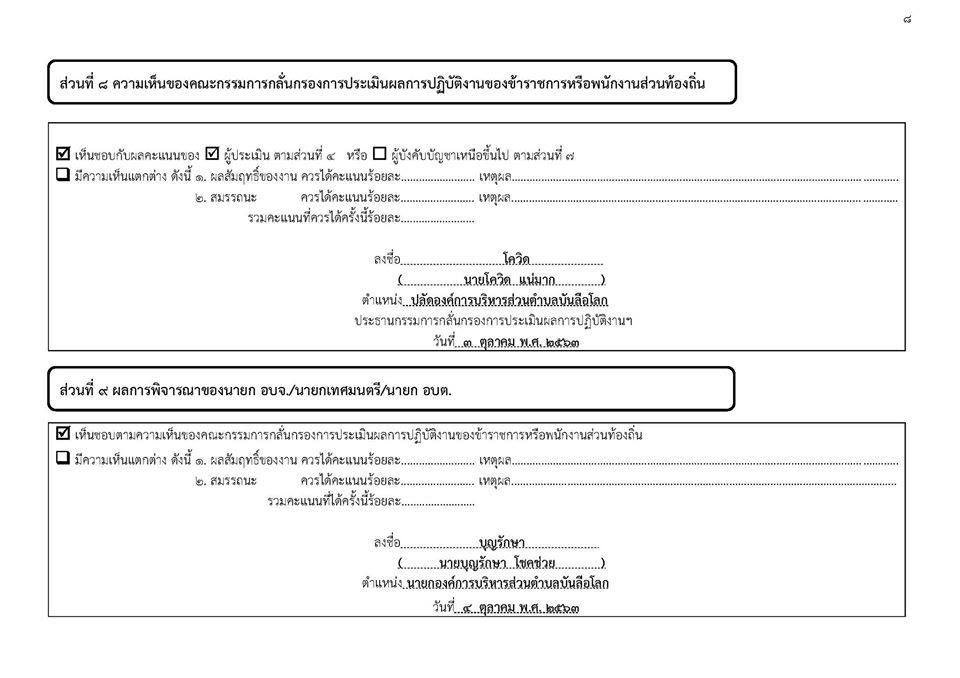 ๘
ส่วนที่ ๘ ความเห็นของคณะกรรมการกลั่นกรองการประเมินผลการปฏิบัติงานของข้าราชการหรือพนักงานส่วนท้องถิ่น
☑ เห็นชอบกับผลคะแนนของ ☑ ผู้ประเมิน ตามส่วนที่ ๔ หรือ ☐ ผู้บังคับบัญชาเหนือขึ้นไป ตามส่วนที่ ๗
☐ มีความเห็นแตกต่าง ดังนี้ ๑. ผลสัมฤทธิ์ของงาน ควรได้คะแนนร้อยละ........................ เหตุผล....................................................................................................
๒. สมรรถนะ ควรได้คะแนนร้อยละ........................ เหตุผล....................................................................................................
รวมคะแนนที่ควรได้ครั้งนี้ร้อยละ........................
ลงชื่อ โควิด
( นายโควิด แน่มาก )
ตำแหน่ง ปลัดองค์การบริหารส่วนตำบลบันลือโลก
ประธานกรรมการกลั่นกรองการประเมินผลการปฏิบัติงานฯ
วันที่ ๓ ตุลาคม พ.ศ. ๒๕๖๓
ส่วนที่ ๙ ผลการพิจารณาของนายก อบจ./นายกเทศมนตรี/นายก อบต.
☑ เห็นชอบตามความเห็นของคณะกรรมการกลั่นกรองการประเมินผลการปฏิบัติงานของข้าราชการหรือพนักงานส่วนท้องถิ่น
☐ มีความเห็นแตกต่าง ดังนี้ ๑. ผลสัมฤทธิ์ของงาน ควรได้คะแนนร้อยละ........................ เหตุผล....................................................................................................
๒. สมรรถนะ ควรได้คะแนนร้อยละ........................ เหตุผล....................................................................................................
รวมคะแนนที่ได้ครั้งนี้ร้อยละ........................
ลงชื่อ บุญรักษา
( นายบุญรักษา โชคช่วย )
ตำแหน่ง นายกองค์การบริหารส่วนตำบลบันลือโลก
วันที่ ๔ ตุลาคม พ.ศ. ๒๕๖๓